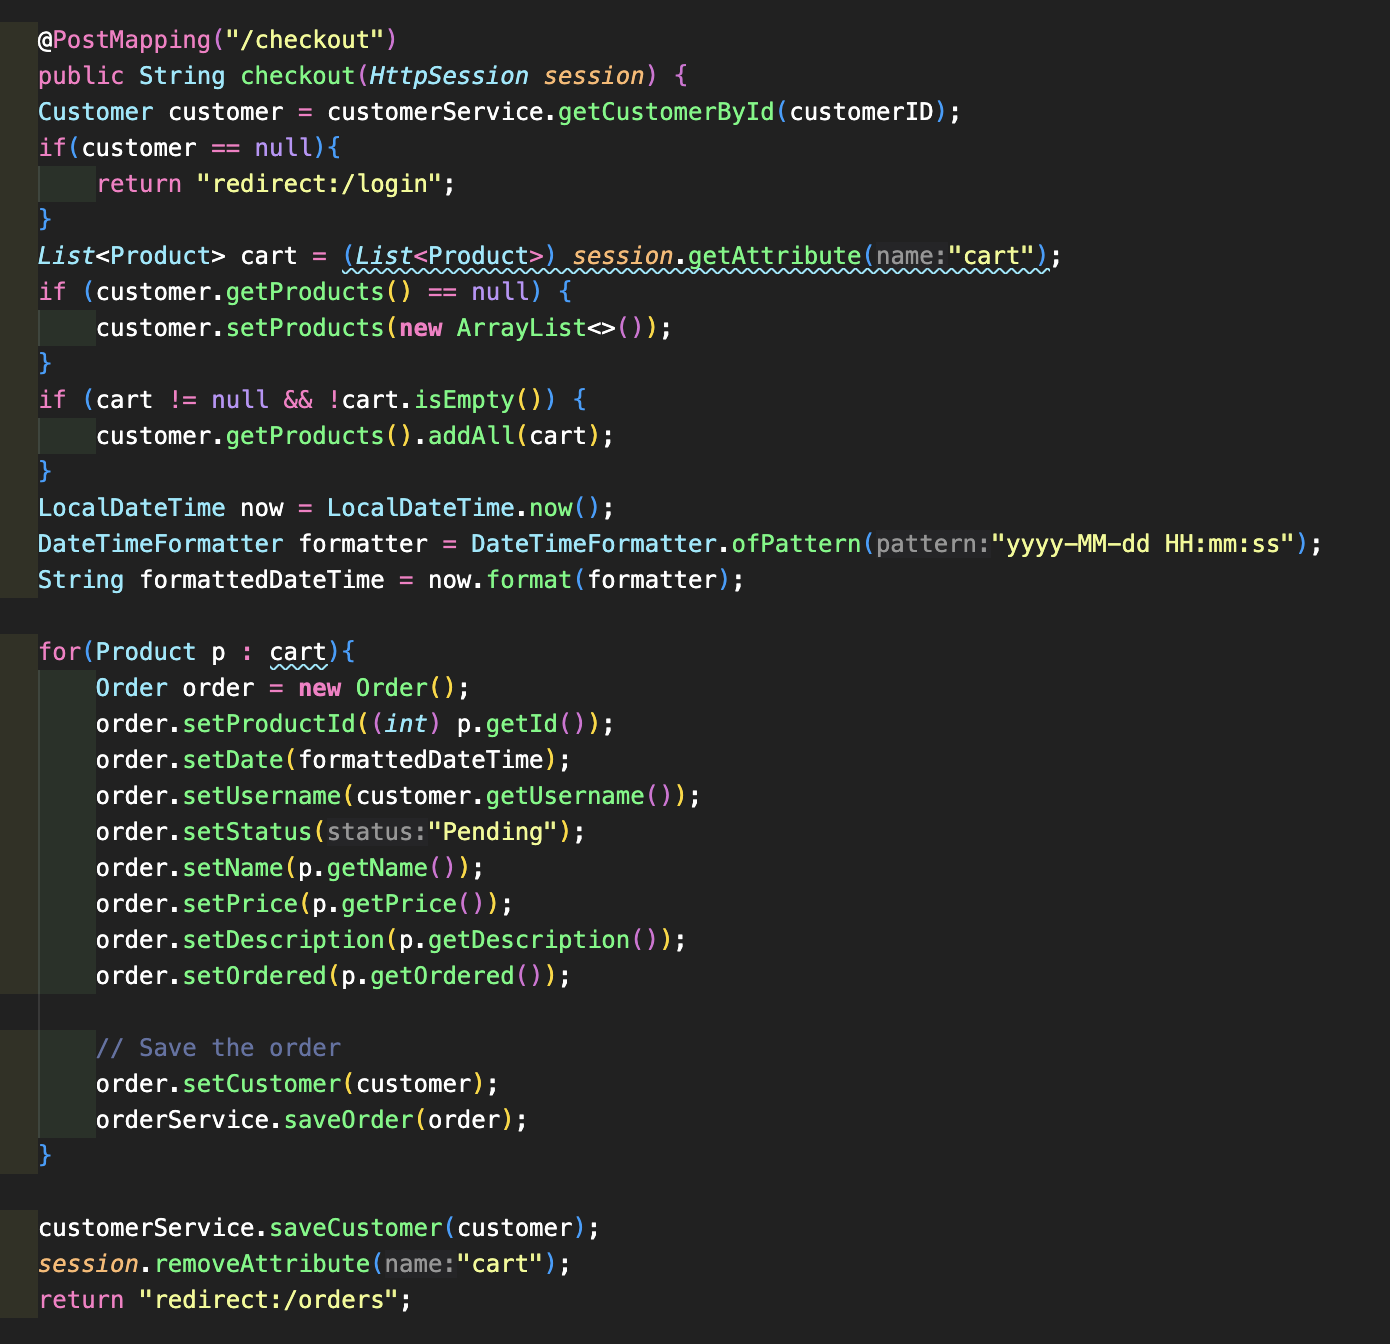 @PostMapping("/checkout")
public String checkout(HttpSession session) {
Customer customer = customerService.getCustomerById(customerID);
if(customer == null){
    return "redirect:/login";
}
List<Product> cart = (List<Product>) session.getAttribute(name:"cart");
if (customer.getProducts() == null) {
    customer.setProducts(new ArrayList<>());
}
if (cart != null && !cart.isEmpty()) {
    customer.getProducts().addAll(cart);
}
LocalDateTime now = LocalDateTime.now();
DateTimeFormatter formatter = DateTimeFormatter.ofPattern(pattern:"yyyy-MM-dd HH:mm:ss");
String formattedDateTime = now.format(formatter);

for(Product p : cart){
    Order order = new Order();
    order.setProductId((int) p.getId());
    order.setDate(formattedDateTime);
    order.setUsername(customer.getUsername());
    order.setStatus(status:"Pending");
    order.setName(p.getName());
    order.setPrice(p.getPrice());
    order.setDescription(p.getDescription());
    order.setOrdered(p.getOrdered());

    // Save the order
    order.setCustomer(customer);
    orderService.saveOrder(order);
}

customerService.saveCustomer(customer);
session.removeAttribute(name:"cart");
return "redirect:/orders";